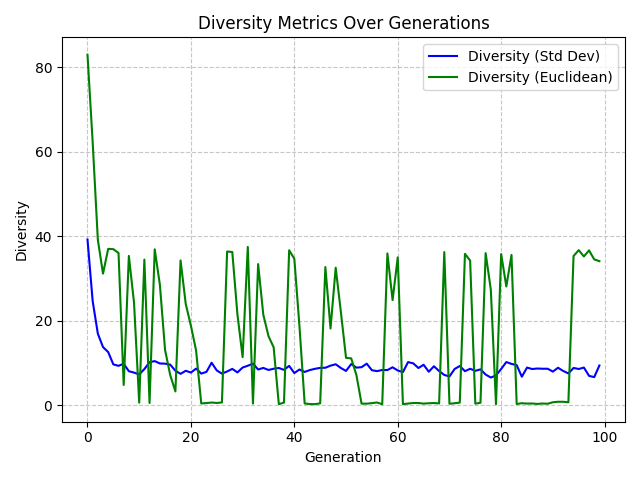 Diversity Metrics Over Generations
Diversity (Std Dev)
Diversity (Euclidean)
Diversity
80
60
40
20
0
0 20 40 60 80 100
Generation